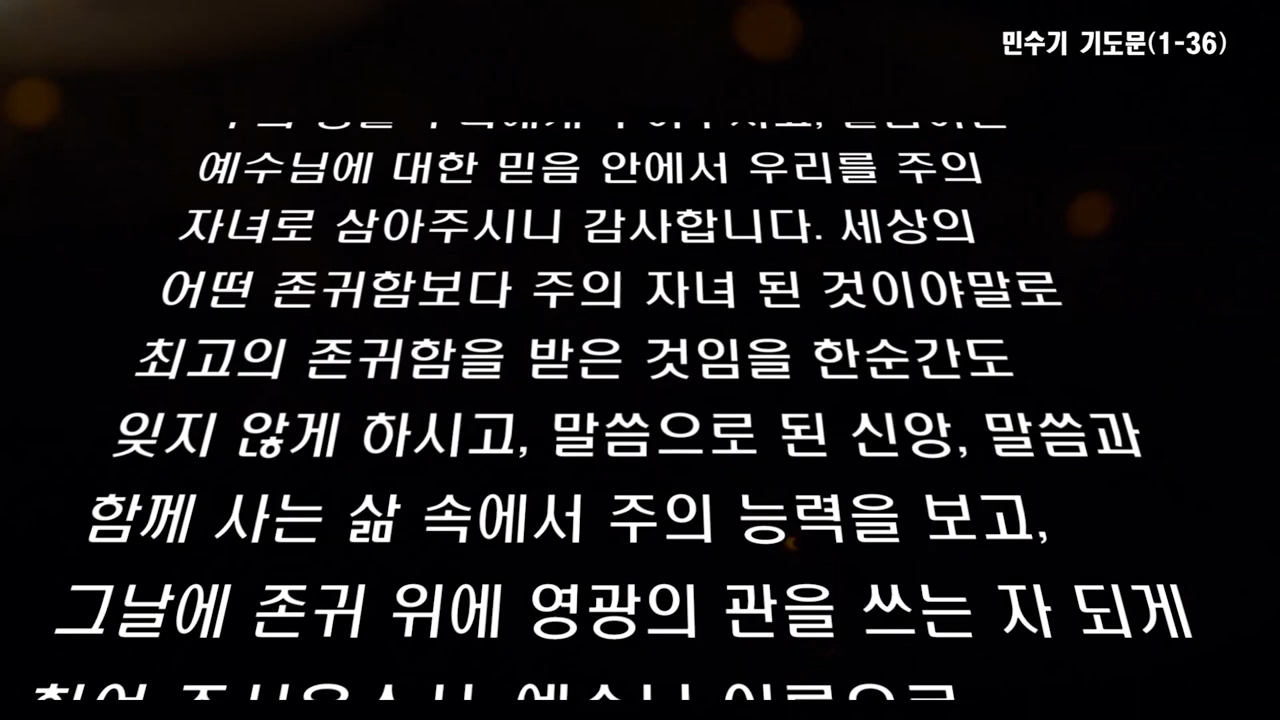 민수기 기도문(1-36)
예수님에 대한 믿음 안에서 우리를 주의
자녀로 삼아주시니 감사합니다. 세상의
어떤 존귀함보다 주의 자녀 된 것이야말로
최고의 존귀함을 받은 것임을 한순간도
잊지 않게 하시고, 말씀으로 된 신앙, 말씀과
함께 사는 삶 속에서 주의 능력을 보고,
그날에 존귀 위에 영광의 관을 쓰는 자 되게